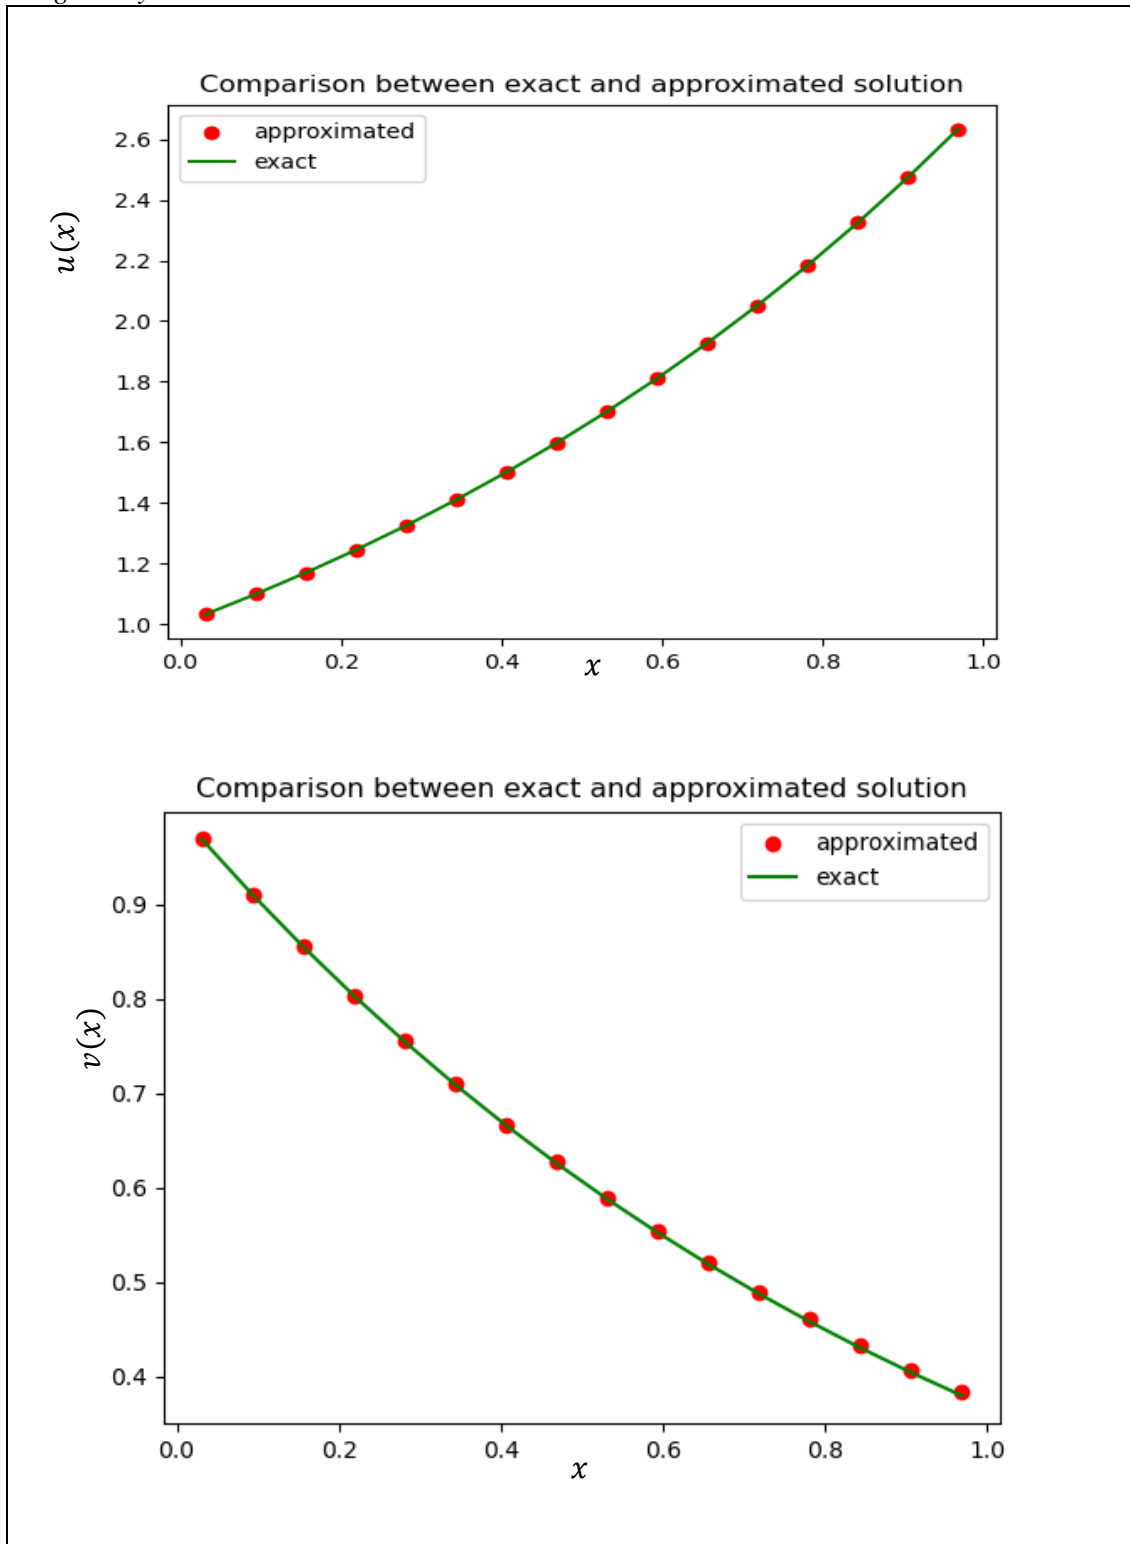 Comparison between exact and approximated solution
approximated
exact
2.6
2.4
2.2
2.0
1.8
1.6
1.4
1.2
1.0
u(x)
0.0 0.2 0.4 0.6 0.8 1.0
x
Comparison between exact and approximated solution
approximated
exact
0.9
0.8
0.7
0.6
0.5
0.4
v(x)
0.0 0.2 0.4 0.6 0.8 1.0
x